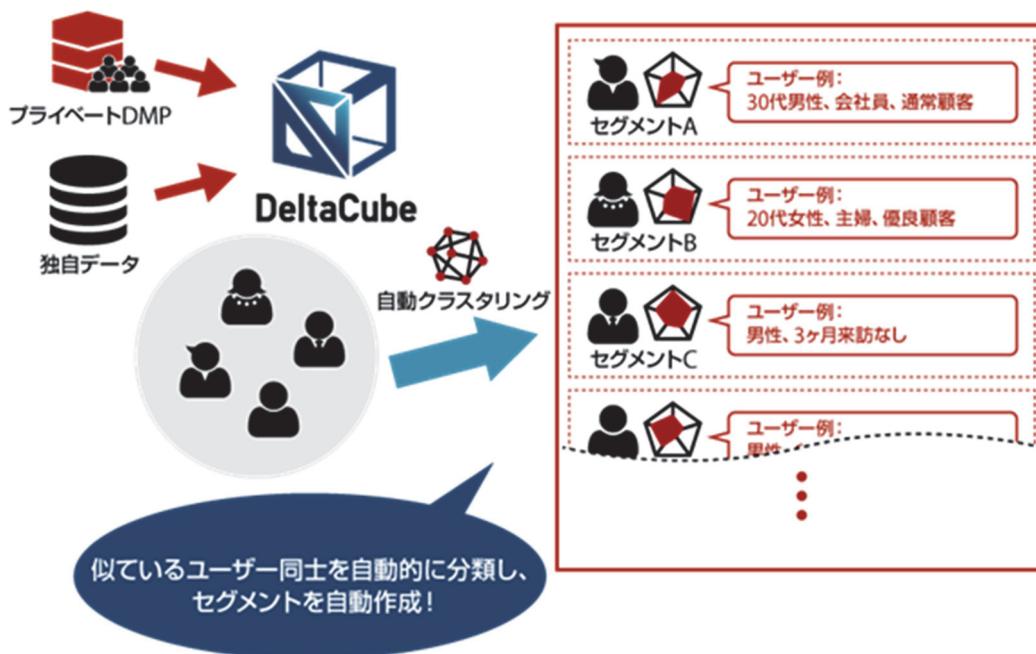 プライベートDMP
独自データ
DeltaCube
自動クラスタリング
似ているユーザー同士を自動的に分類し、
セグメントを自動作成！
セグメントA
ユーザー例：
30代男性、会社員、通常顧客
セグメントB
ユーザー例：
20代女性、主婦、優良顧客
セグメントC
ユーザー例：
男性、3ヶ月来訪なし
ユーザー例：